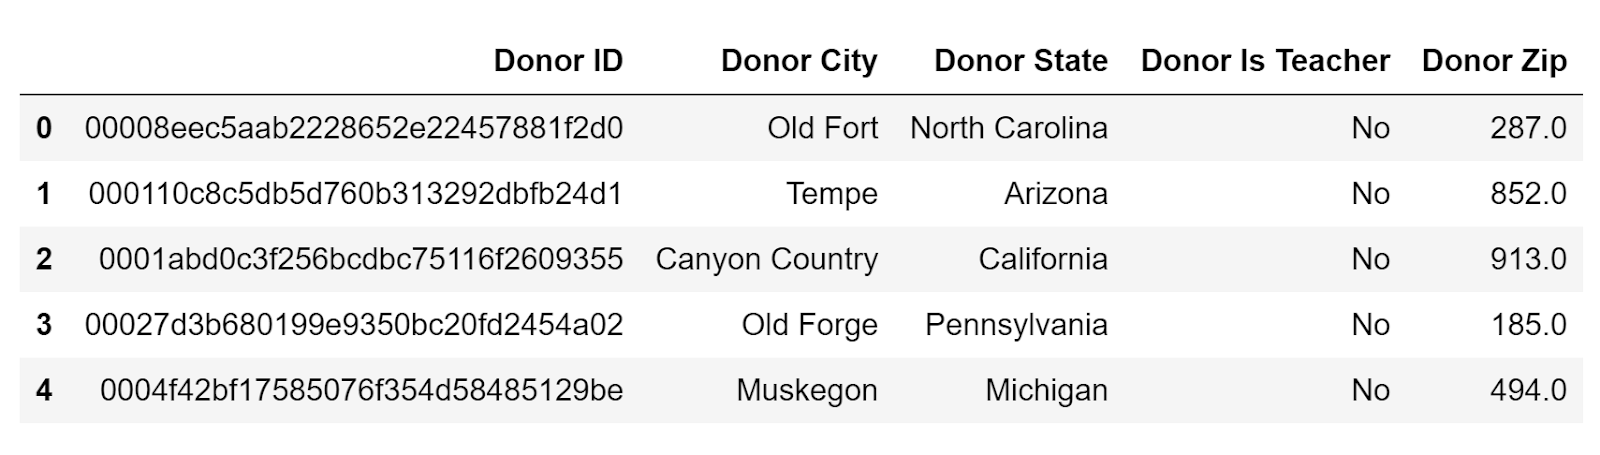 Donor ID Donor City Donor State Donor Is Teacher Donor Zip
0 00008eec5aab2228652e22457881f2d0 Old Fort North Carolina No 287.0
1 000110c8c5db5d760b313292dbfb24d1 Tempe Arizona No 852.0
2 0001abd0c3f256bcdbc75116f2609355 Canyon Country California No 913.0
3 00027d3b680199e9350bc20fd2454a02 Old Forge Pennsylvania No 185.0
4 0004f42bf17585076f354d58485129be Muskegon Michigan No 494.0